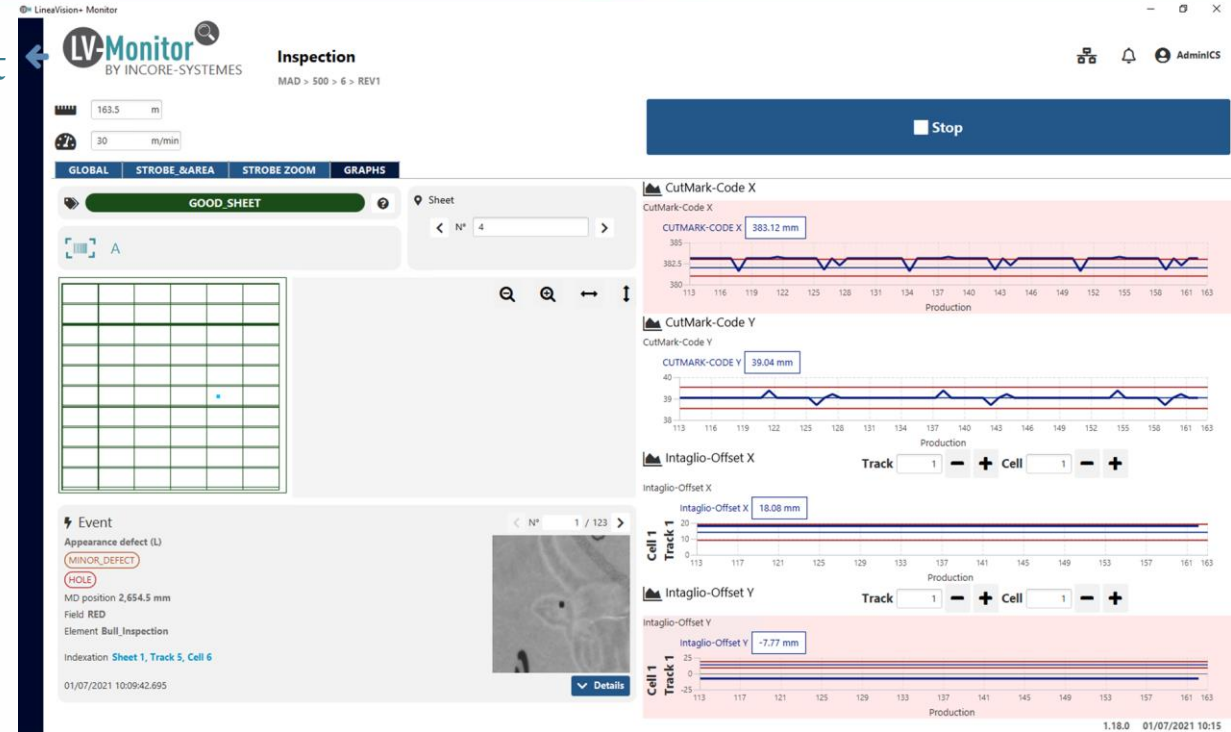 LineaVision+ Monitor
LV-Monitor
BY INCORE-SYSTEMES
Inspection
MAD > 500 > 6 > REV1
AdminICS
163.5 m
30 m/min
Stop
GLOBAL STROBE_&AREA STROBE ZOOM GRAPHS
GOOD_SHEET
A
Sheet
N° 4
Event
N° 1 / 123
Appearance defect (L)
MINOR_DEFECT
HOLE
MD position 2,654.5 mm
Field RED
Element Bull_Inspection
Indexation Sheet 1, Track 5, Cell 6
01/07/2021 10:09:42.695
Details
CutMark-Code X
CutMark-Code X
CUTMARK-CODE X 383.12 mm
385
382.5
380
113 116 119 122 125 128 131 134 137 140 143 146 149 152 155 158 161 163
Production
CutMark-Code Y
CutMark-Code Y
CUTMARK-CODE Y 39.04 mm
40
39
38
113 116 119 122 125 128 131 134 137 140 143 146 149 152 155 158 161 163
Production
Intaglio-Offset X
Track 1 Cell 1
Intaglio-Offset X
Intaglio-Offset X 18.08 mm
Cell 1
Track 1
20
10
0
113 117 121 125 129 133 137 141 145 149 153 157 161 163
Production
Intaglio-Offset Y
Track 1 Cell 1
Intaglio-Offset Y
Intaglio-Offset Y -7.77 mm
Cell 1
Track 1
25
0
-25
113 117 121 125 129 133 137 141 145 149 153 157 161 163
Production
1.18.0 01/07/2021 10:15